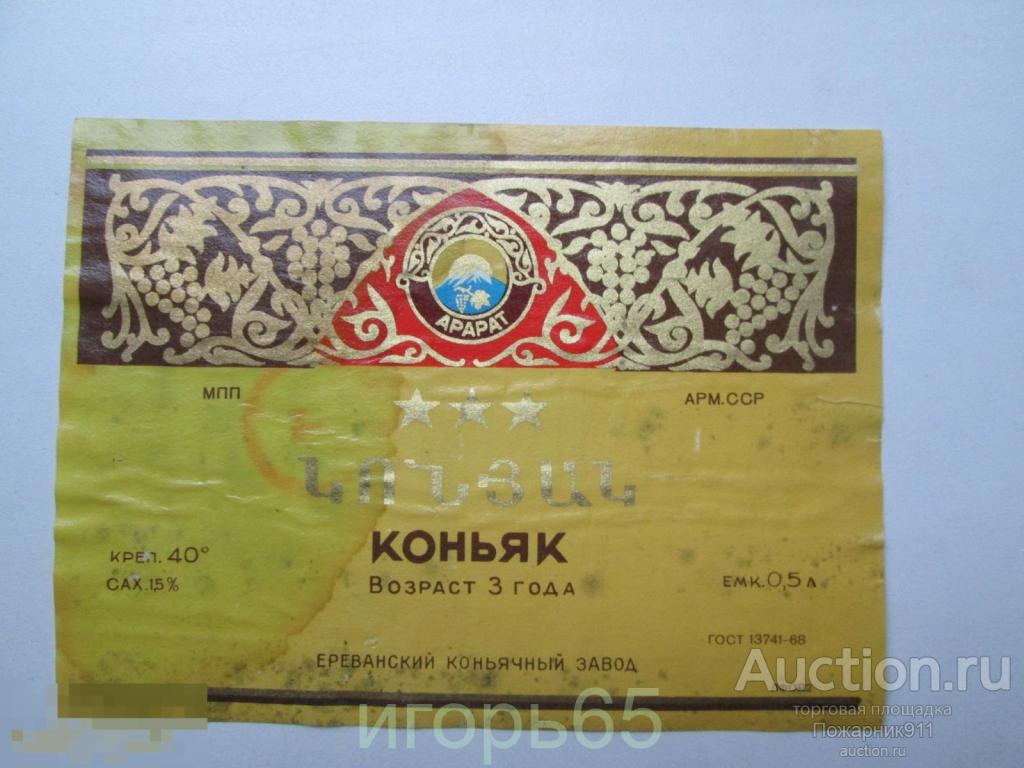 АРАРАТ
МПП
АРМ.ССР
ԿՈՆՅԱԿ
КОНЬЯК
КРЕП. 40°
ВОЗРАСТ 3 ГОДА
САХ. 1,5%
ЕМК. 0,5 Л
ГОСТ 13741-68
ЕРЕВАНСКИЙ КОНЬЯЧНЫЙ ЗАВОД
Auction.ru
торговая площадка
игорь65
Пожарник911
auction.ru